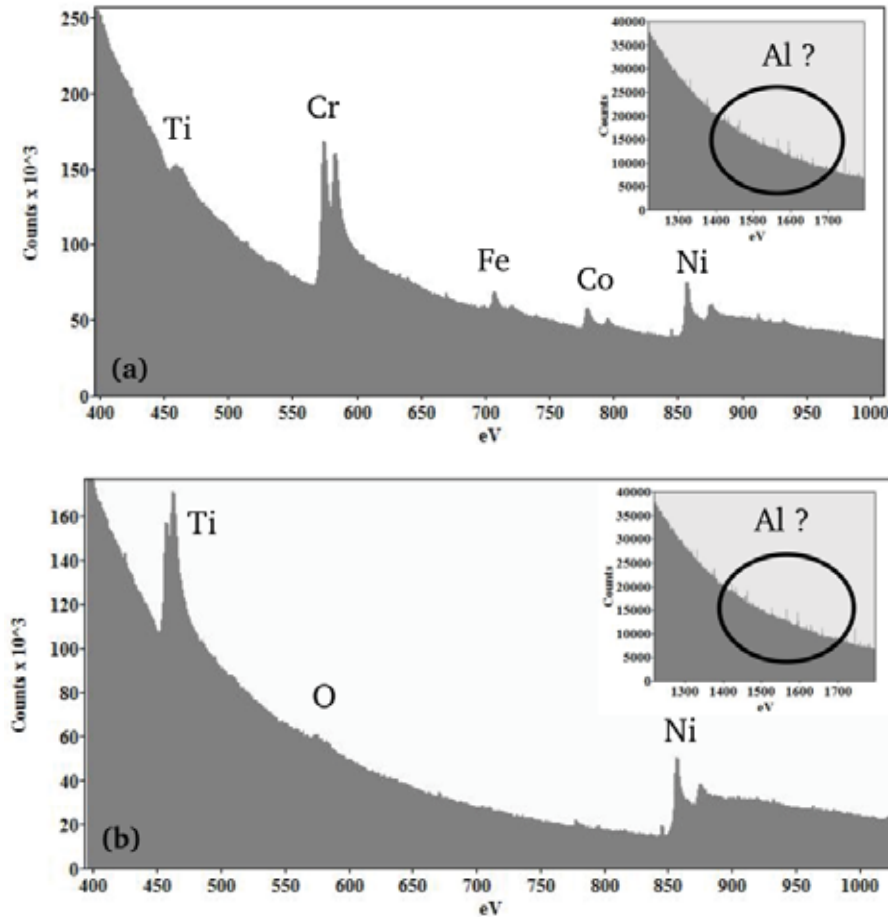 250
200
150
100
50
0
Counts x 10^3
Ti
Cr
Fe
Co
Ni
(a)
400 450 500 550 600 650 700 750 800 850 900 950 1000
eV
40000
35000
30000
25000
20000
15000
10000
5000
0
Counts
Al ?
1300 1400 1500 1600 1700
eV
160
140
120
100
80
60
40
20
0
Counts x 10^3
Ti
O
Ni
(b)
400 450 500 550 600 650 700 750 800 850 900 950 1000
eV
40000
35000
30000
25000
20000
15000
10000
5000
0
Counts
Al ?
1300 1400 1500 1600 1700
eV